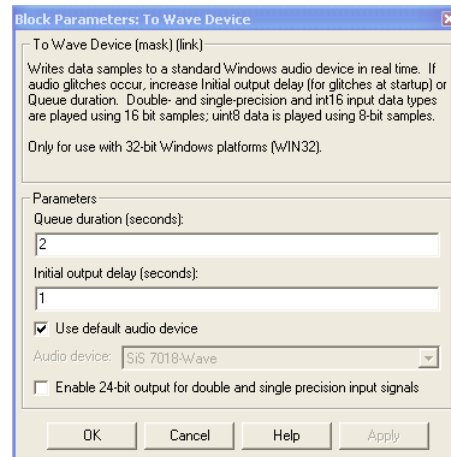 Block Parameters: To Wave Device
To Wave Device (mask) (link)
Writes data samples to a standard Windows audio device in real time. If
audio glitches occur, increase Initial output delay (for glitches at startup) or
Queue duration. Double- and single-precision and int16 input data types
are played using 16 bit samples; uint8 data is played using 8-bit samples.
Only for use with 32-bit Windows platforms (WIN32).
Parameters
Queue duration (seconds):
2
Initial output delay (seconds):
1
Use default audio device
Audio device: SiS 7018-Wave
Enable 24-bit output for double and single precision input signals
OK Cancel Help Apply